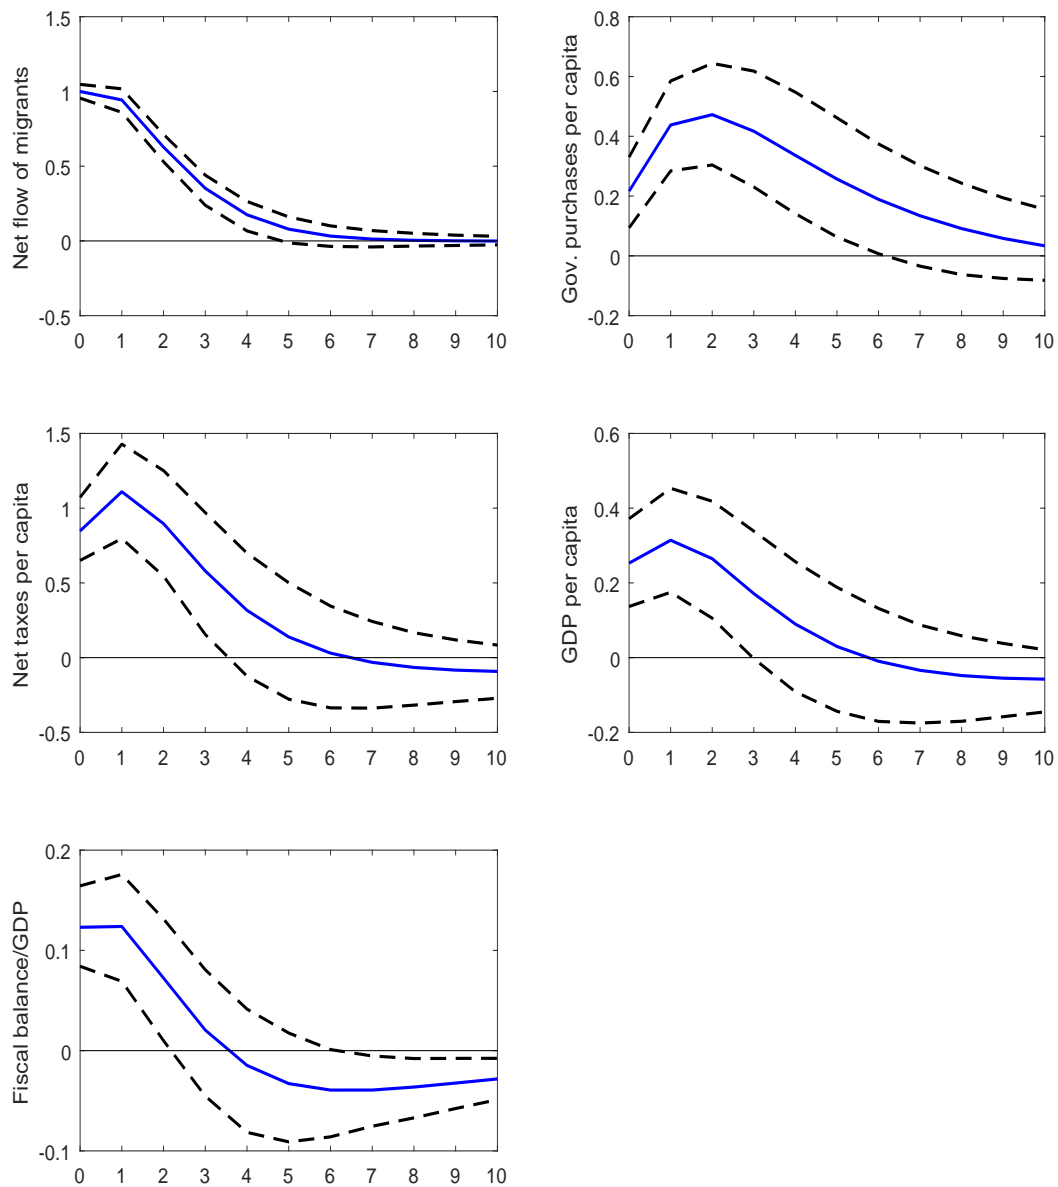 Net flow of migrants
1.5
1
0.5
0
-0.5
0 1 2 3 4 5 6 7 8 9 10
Gov. purchases per capita
0.8
0.6
0.4
0.2
0
-0.2
0 1 2 3 4 5 6 7 8 9 10
Net taxes per capita
1.5
1
0.5
0
-0.5
0 1 2 3 4 5 6 7 8 9 10
GDP per capita
0.6
0.4
0.2
0
-0.2
0 1 2 3 4 5 6 7 8 9 10
Fiscal balance/GDP
0.2
0.1
0
-0.1
0 1 2 3 4 5 6 7 8 9 10